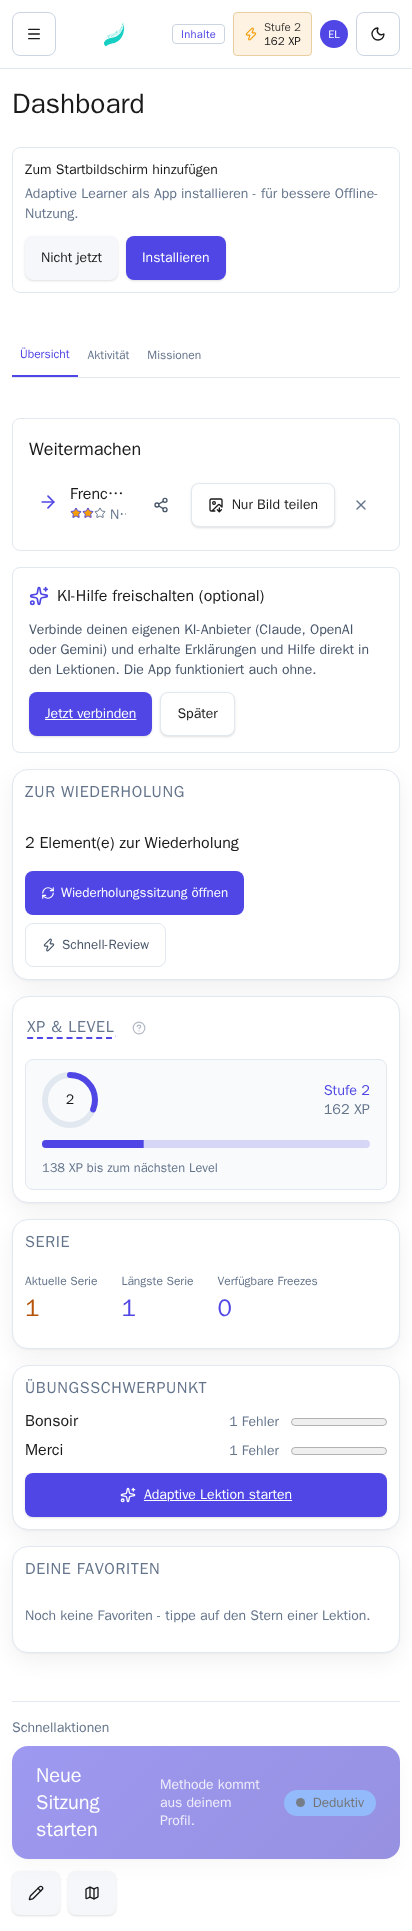 Inhalte
Stufe 2
162 XP
EL
Dashboard
Zum Startbildschirm hinzufügen
Adaptive Learner als App installieren - für bessere Offline-
Nutzung.
Nicht jetzt
Installieren
Übersicht
Aktivität
Missionen
Weitermachen
Frenc···
N··
Nur Bild teilen
KI-Hilfe freischalten (optional)
Verbinde deinen eigenen KI-Anbieter (Claude, OpenAI
oder Gemini) und erhalte Erklärungen und Hilfe direkt in
den Lektionen. Die App funktioniert auch ohne.
Jetzt verbinden
Später
ZUR WIEDERHOLUNG
2 Element(e) zur Wiederholung
Wiederholungssitzung öffnen
Schnell-Review
XP & LEVEL
2
Stufe 2
162 XP
138 XP bis zum nächsten Level
SERIE
Aktuelle Serie
Längste Serie
Verfügbare Freezes
1
1
0
ÜBUNGSSCHWERPUNKT
Bonsoir
1 Fehler
Merci
1 Fehler
Adaptive Lektion starten
DEINE FAVORITEN
Noch keine Favoriten - tippe auf den Stern einer Lektion.
Schnellaktionen
Neue
Sitzung
starten
Methode kommt
aus deinem
Profil.
Deduktiv